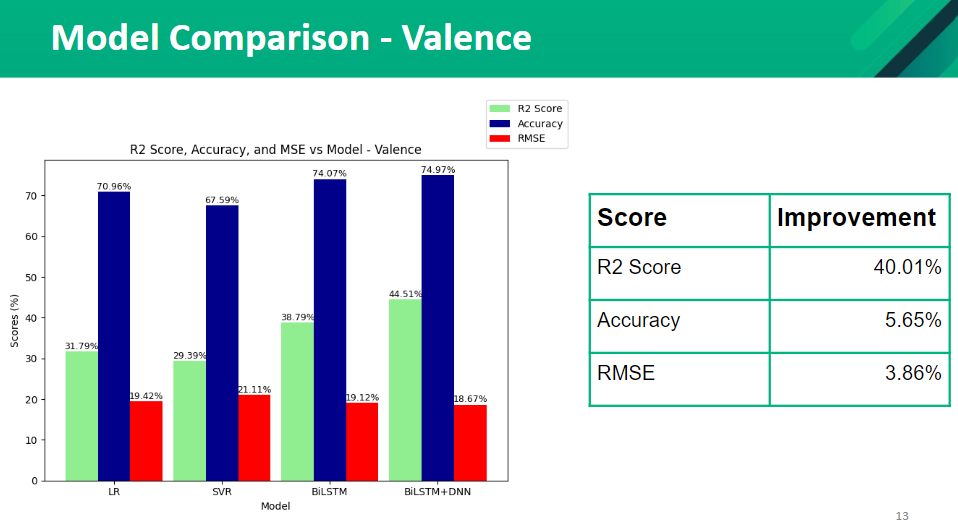 Model Comparison - Valence
R2 Score
Accuracy
RMSE
R2 Score, Accuracy, and MSE vs Model - Valence
Scores (%)
70
60
50
40
30
20
10
0
31.79%
70.96%
19.42%
29.39%
67.59%
21.11%
38.79%
74.07%
19.12%
44.51%
74.97%
18.67%
LR
SVR
BiLSTM
BiLSTM+DNN
Model
Score Improvement
R2 Score 40.01%
Accuracy 5.65%
RMSE 3.86%
13